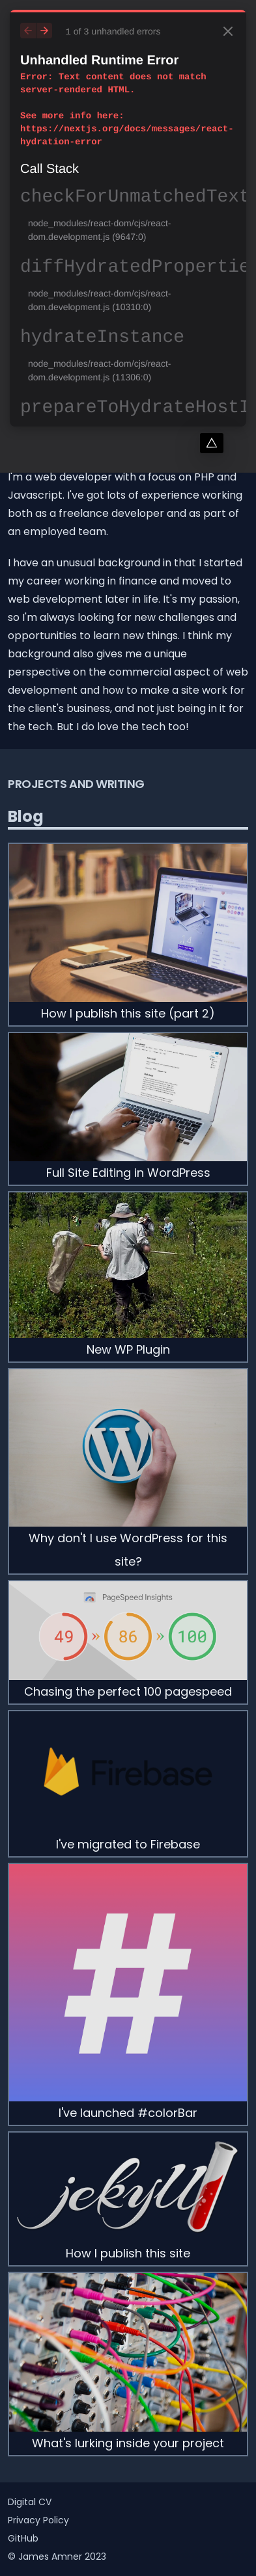 1 of 3 unhandled errors
Unhandled Runtime Error
Error: Text content does not match
server-rendered HTML.
See more info here:
https://nextjs.org/docs/messages/react-
hydration-error
Call Stack
checkForUnmatchedText
node_modules/react-dom/cjs/react-
dom.development.js (9647:0)
diffHydratedPropertie
node_modules/react-dom/cjs/react-
dom.development.js (10310:0)
hydrateInstance
node_modules/react-dom/cjs/react-
dom.development.js (11306:0)
prepareToHydrateHostI
I'm a web developer with a focus on PHP and
Javascript. I've got lots of experience working
both as a freelance developer and as part of
an employed team.
I have an unusual background in that I started
my career working in finance and moved to
web development later in life. It's my passion,
so I'm always looking for new challenges and
opportunities to learn new things. I think my
background also gives me a unique
perspective on the commercial aspect of web
development and how to make a site work for
the client's business, and not just being in it for
the tech. But I do love the tech too!
PROJECTS AND WRITING
Blog
How I publish this site (part 2)
Full Site Editing in WordPress
New WP Plugin
Why don't I use WordPress for this
site?
PageSpeed Insights
49 » 86 » 100
Chasing the perfect 100 pagespeed
Firebase
I've migrated to Firebase
#
I've launched #colorBar
jekyll
How I publish this site
What's lurking inside your project
Digital CV
Privacy Policy
GitHub
© James Amner 2023